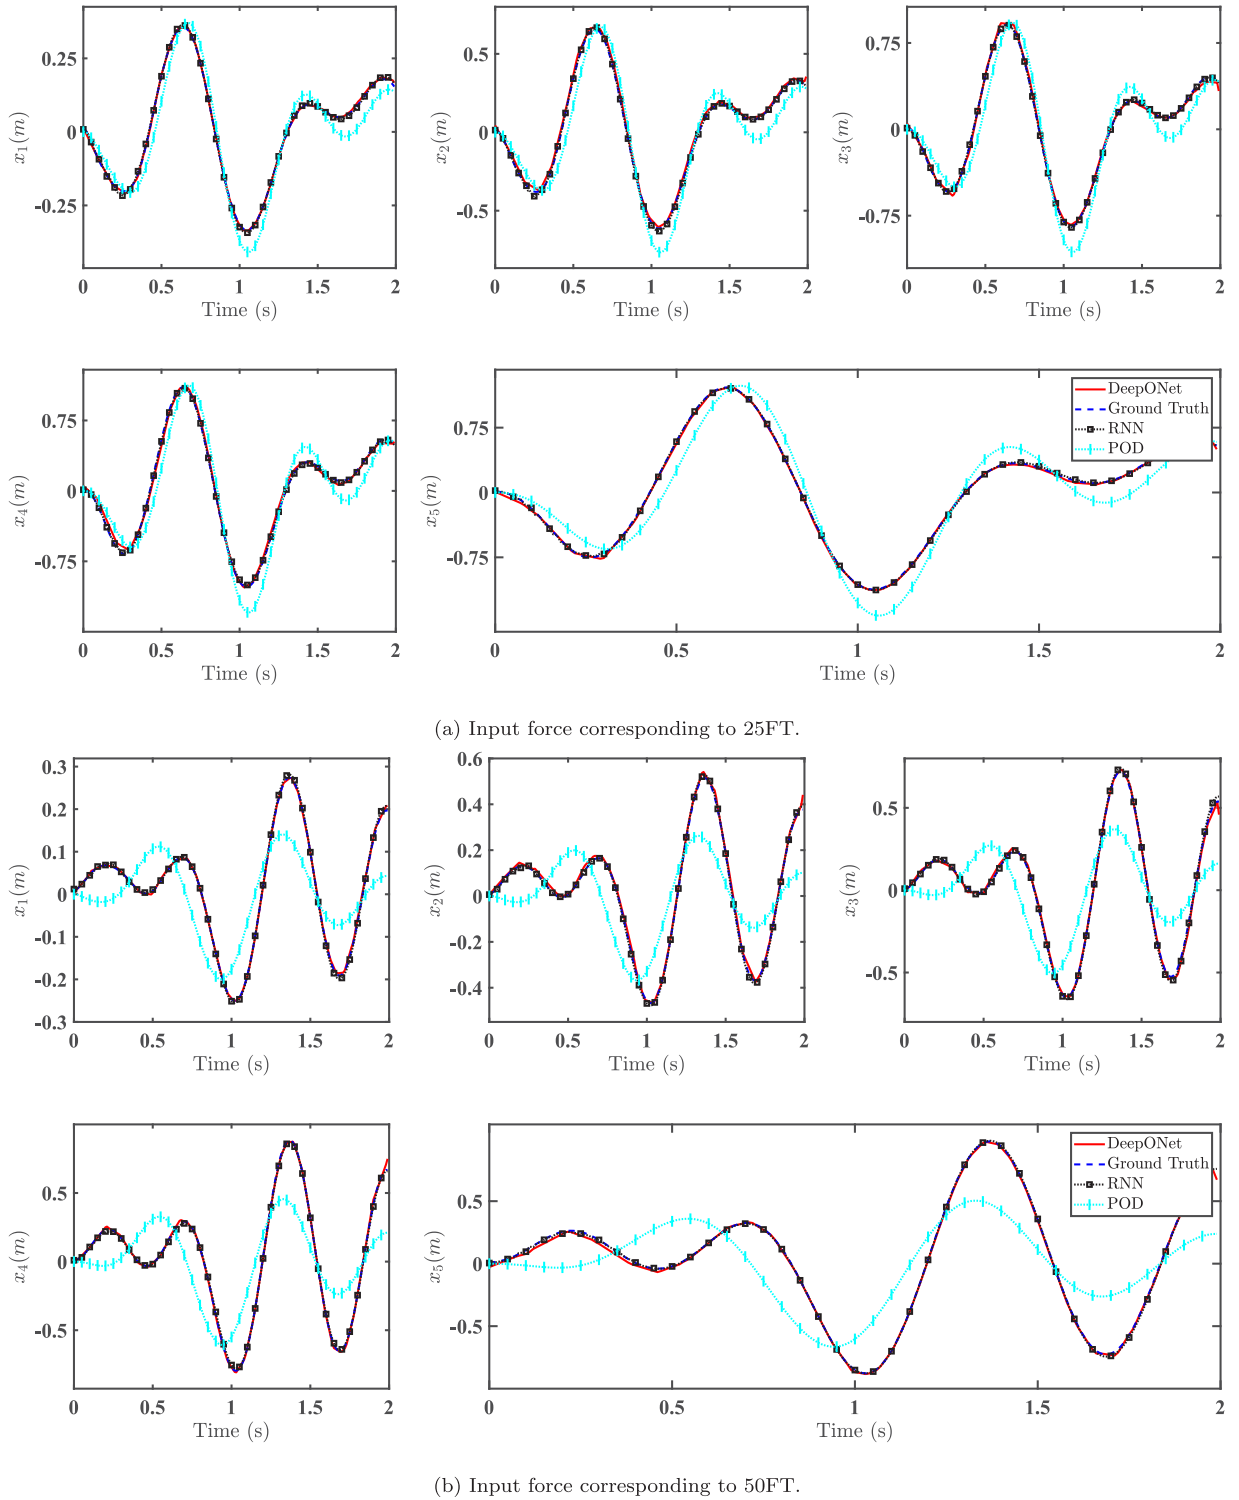 0.25
0
-0.25
x1(m)
0 0.5 1 1.5 2
Time (s)
0.5
0
-0.5
x2(m)
0 0.5 1 1.5 2
Time (s)
0.75
0
-0.75
x3(m)
0 0.5 1 1.5 2
Time (s)
0.75
0
-0.75
x4(m)
0 0.5 1 1.5 2
Time (s)
0.75
0
-0.75
x5(m)
0 0.5 1 1.5 2
Time (s)
DeepONet
Ground Truth
RNN
POD
(a) Input force corresponding to 25FT.
0.3
0.2
0.1
0
-0.1
-0.2
-0.3
x1(m)
0 0.5 1 1.5 2
Time (s)
0.6
0.4
0.2
0
-0.2
-0.4
x2(m)
0 0.5 1 1.5 2
Time (s)
0.5
0
-0.5
x3(m)
0 0.5 1 1.5 2
Time (s)
0.5
0
-0.5
x4(m)
0 0.5 1 1.5 2
Time (s)
0.5
0
-0.5
x5(m)
0 0.5 1 1.5 2
Time (s)
DeepONet
Ground Truth
RNN
POD
(b) Input force corresponding to 50FT.